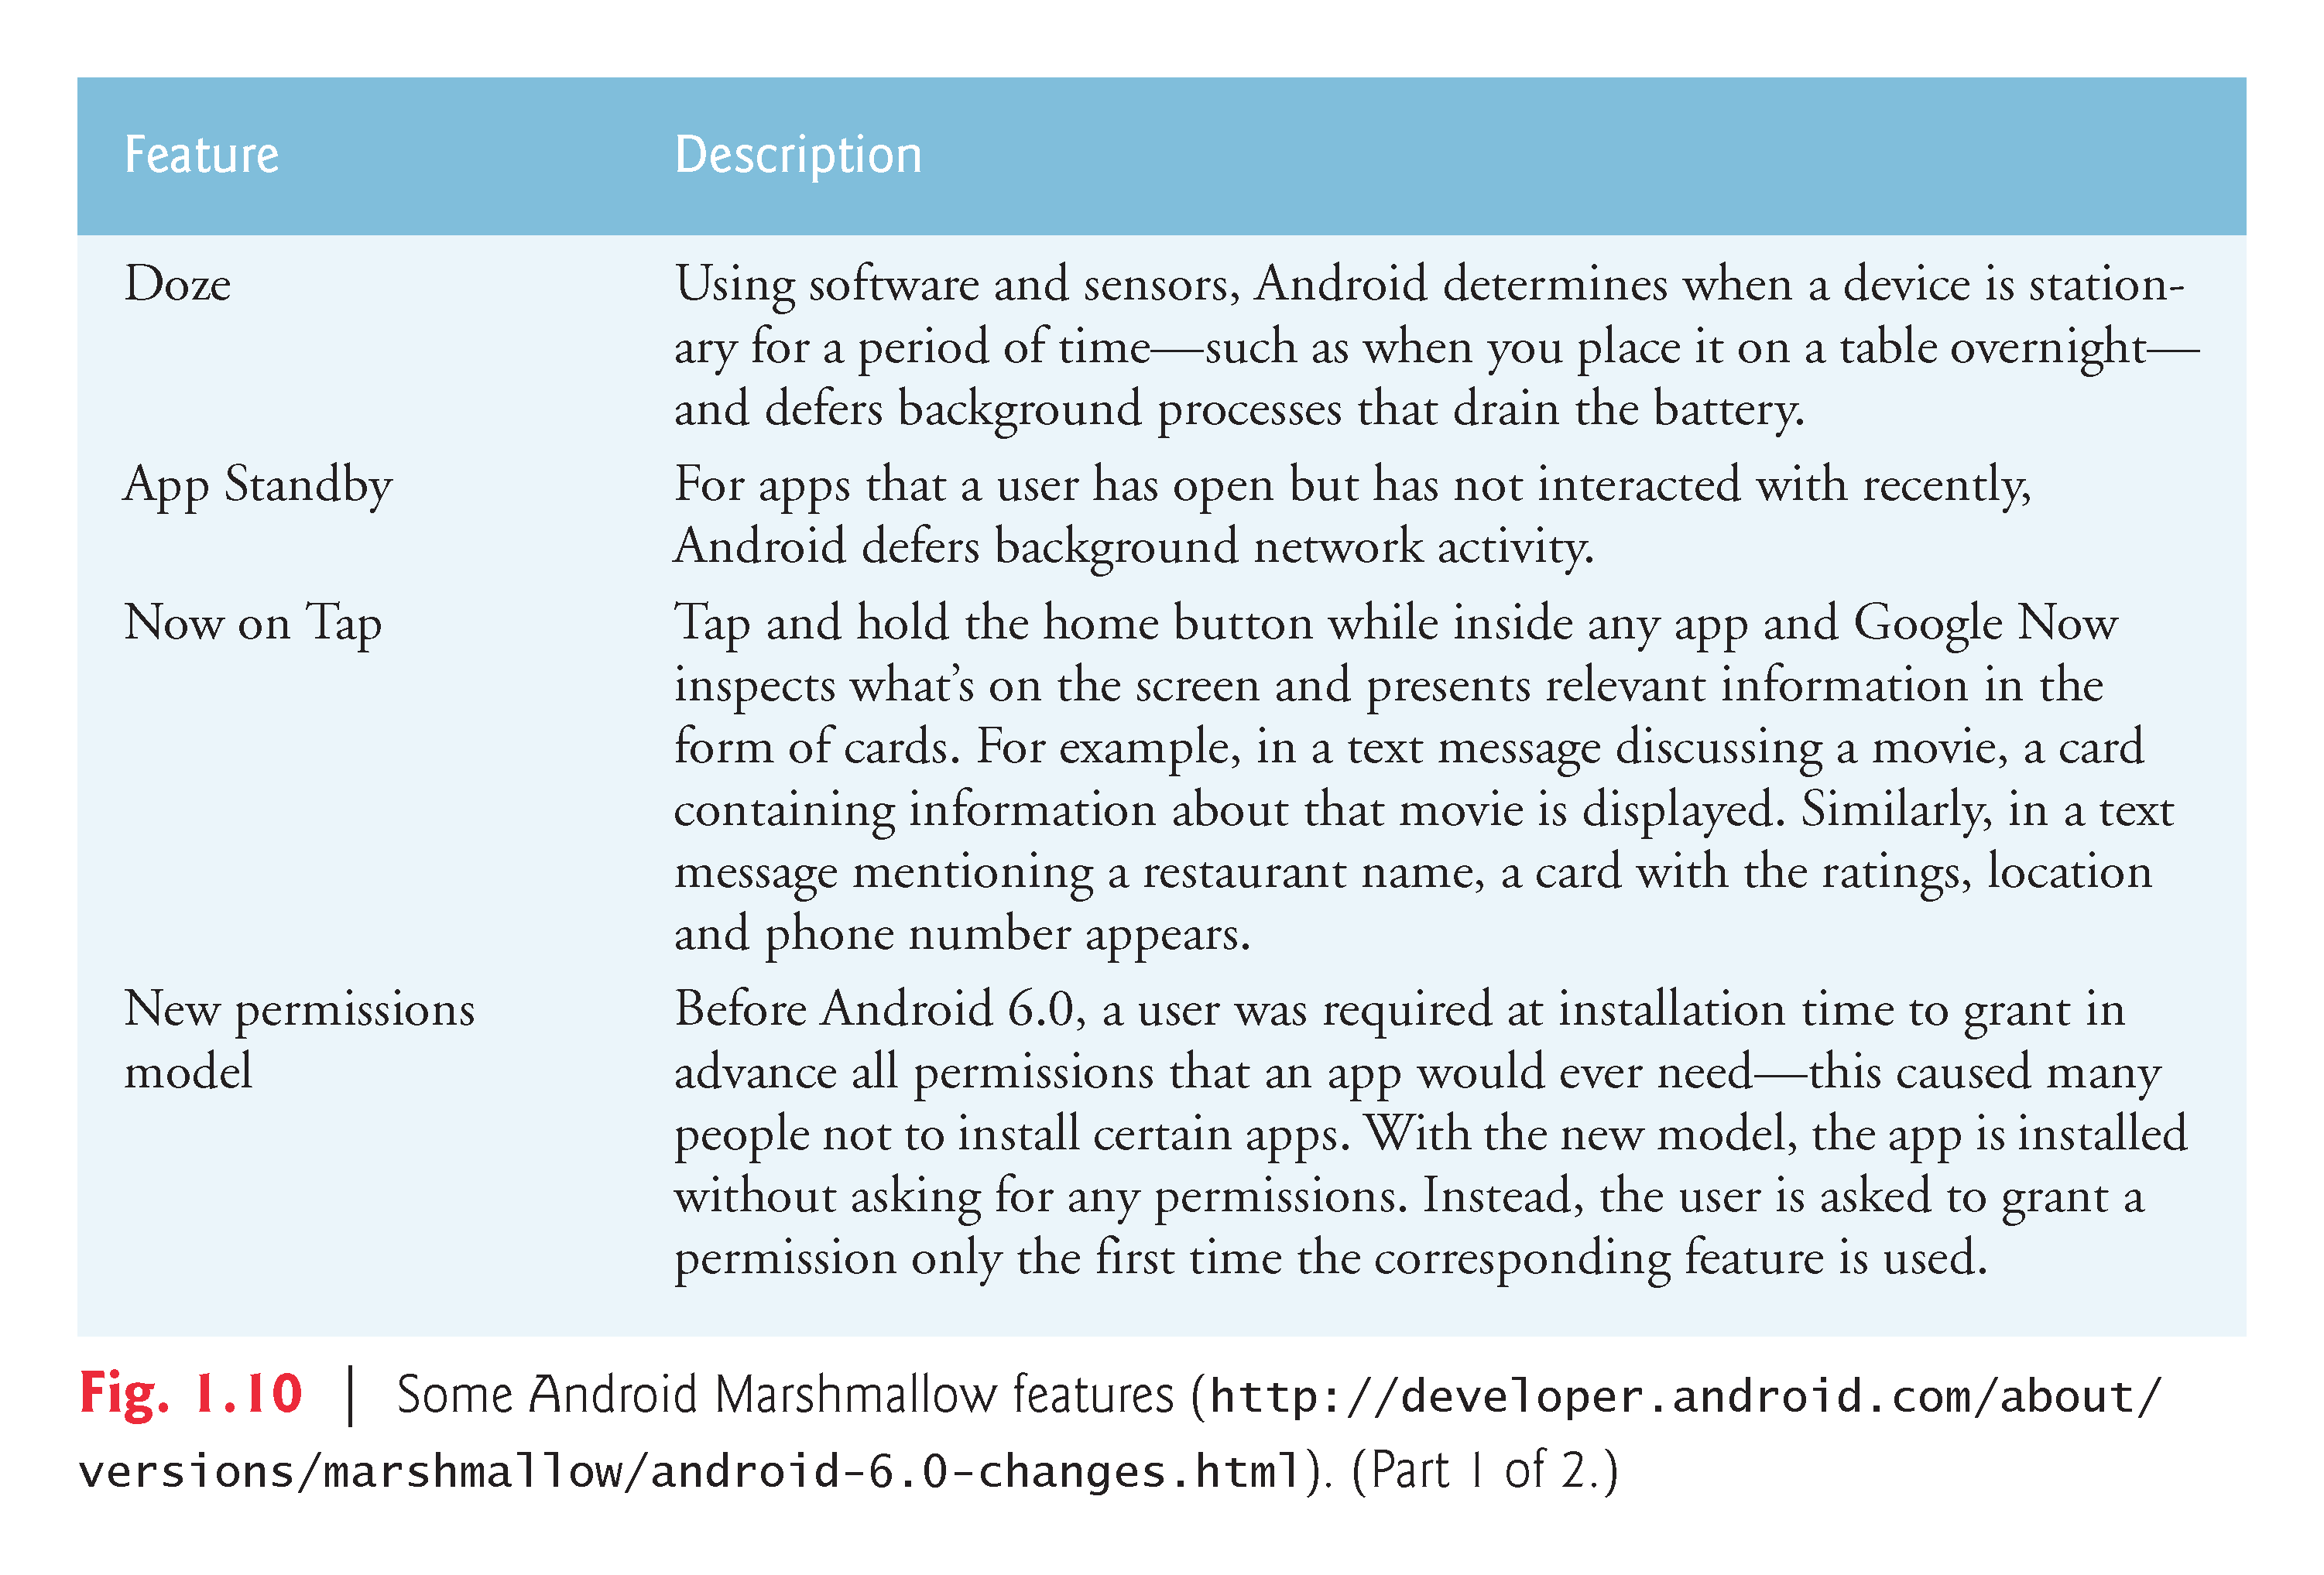 Feature Description
Doze Using software and sensors, Android determines when a device is station-
ary for a period of time—such as when you place it on a table overnight—
and defers background processes that drain the battery.
App Standby For apps that a user has open but has not interacted with recently,
Android defers background network activity.
Now on Tap Tap and hold the home button while inside any app and Google Now
inspects what’s on the screen and presents relevant information in the
form of cards. For example, in a text message discussing a movie, a card
containing information about that movie is displayed. Similarly, in a text
message mentioning a restaurant name, a card with the ratings, location
and phone number appears.
New permissions Before Android 6.0, a user was required at installation time to grant in
model advance all permissions that an app would ever need—this caused many
people not to install certain apps. With the new model, the app is installed
without asking for any permissions. Instead, the user is asked to grant a
permission only the first time the corresponding feature is used.
Fig. 1.10 | Some Android Marshmallow features (http://developer.android.com/about/
versions/marshmallow/android-6.0-changes.html). (Part 1 of 2.)